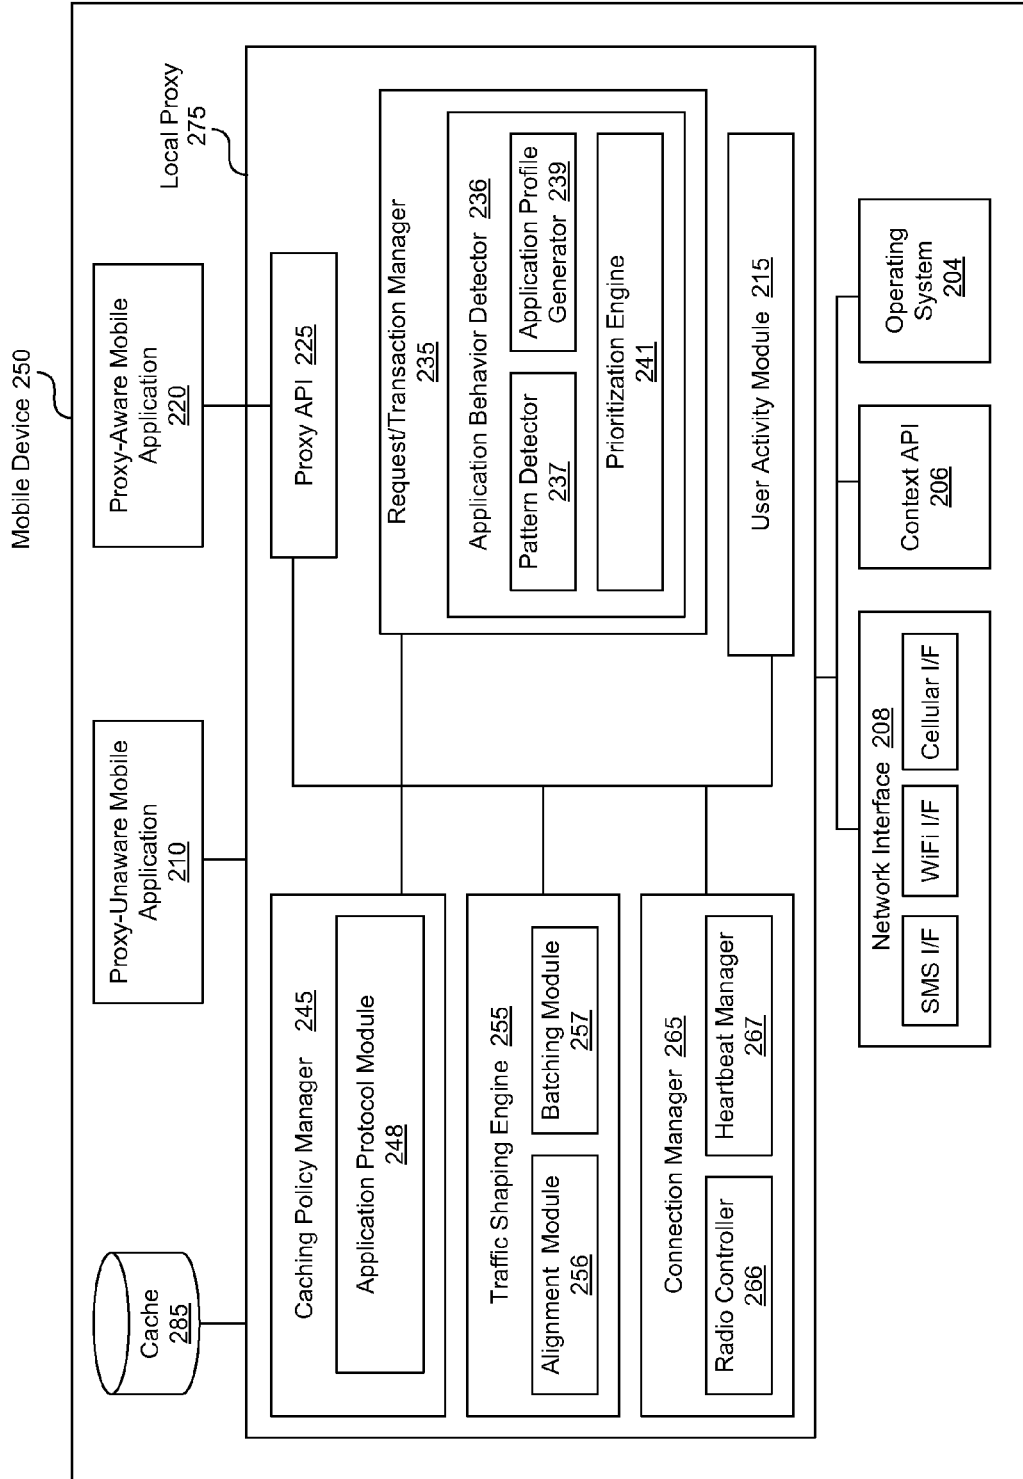 Mobile Device 250
Cache
285
Proxy-Unaware Mobile
Application
210
Proxy-Aware Mobile
Application
220
Local Proxy
275
Caching Policy Manager 245
Application Protocol Module
248
Traffic Shaping Engine 255
Alignment Module
256
Batching Module
257
Connection Manager 265
Radio Controller
266
Heartbeat Manager
267
Proxy API 225
Request/Transaction Manager
235
Application Behavior Detector 236
Pattern Detector
237
Application Profile
Generator 239
Prioritization Engine
241
User Activity Module 215
Network Interface 208
SMS I/F
WiFi I/F
Cellular I/F
Context API
206
Operating
System
204